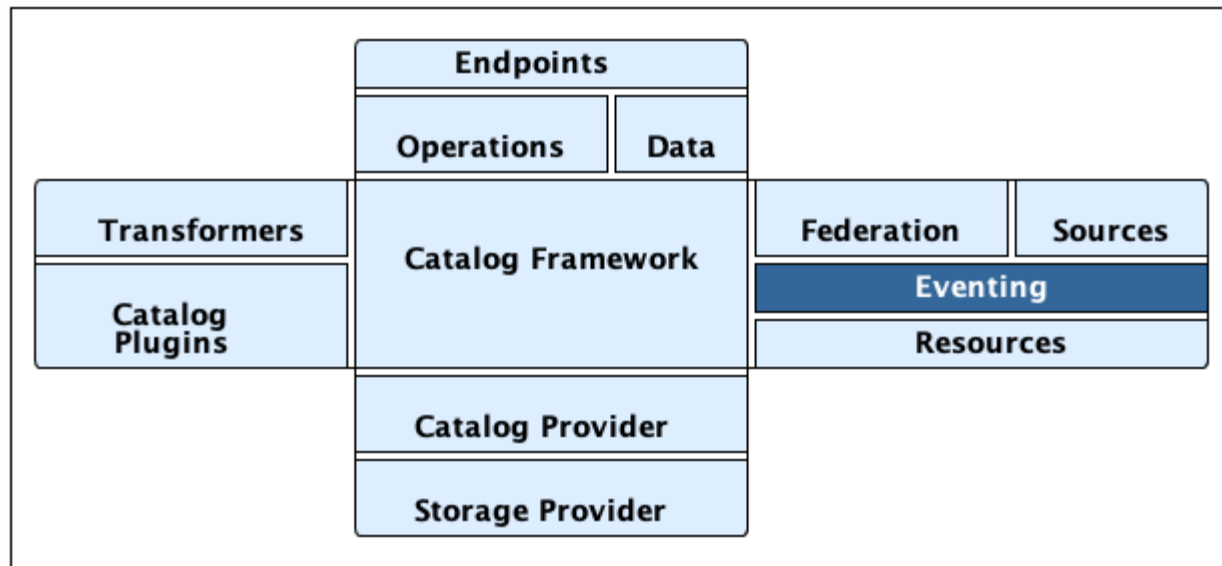 Endpoints
Operations
Data
Transformers
Catalog Framework
Federation
Sources
Eventing
Catalog
Plugins
Resources
Catalog Provider
Storage Provider